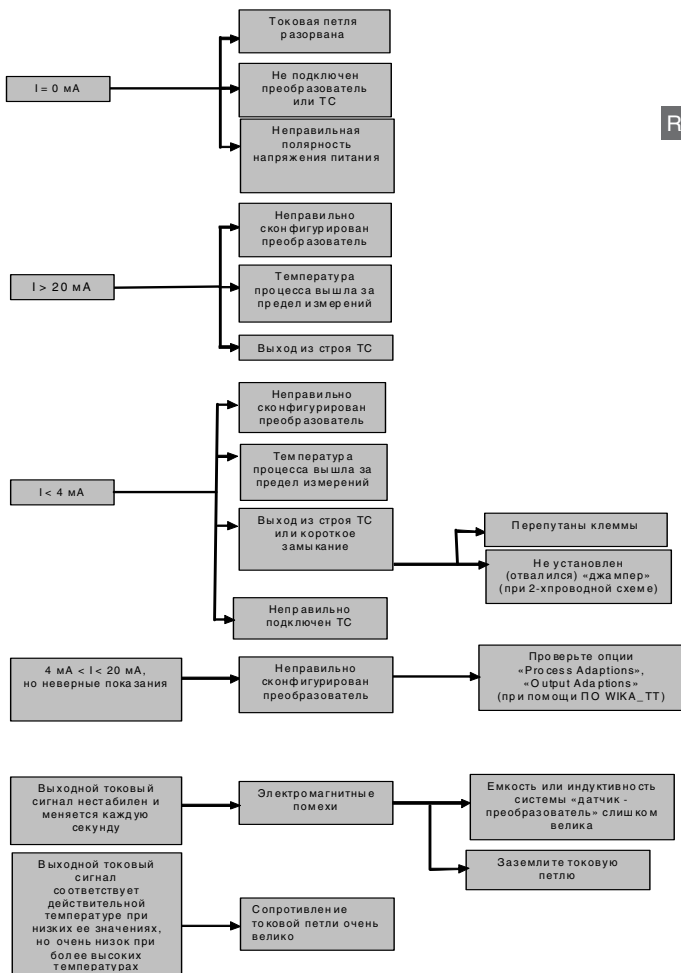 I = 0 мА
Токовая петля
разорвана
Не подключен
преобразователь
или ТС
Неправильная
полярность
напряжения питания
R
I > 20 мА
Неправильно
сконфигурирован
преобразователь
Температура
процесса вышла за
предел измерений
Выход из строя ТС
I < 4 мА
Неправильно
сконфигурирован
преобразователь
Температура
процесса вышла за
предел измерений
Выход из строя ТС
или короткое
замыкание
Перепутаны клеммы
Не установлен
(отвалился) «джампер»
(при 2-хпроводной схеме)
Неправильно
подключен ТС
4 мА < I < 20 мА,
но неверные показания
Неправильно
сконфигурирован
преобразователь
Проверьте опции
«Process Adaptions»,
«Output Adaptions»
(при помощи ПО WIKA_TT)
Выходной токовый
сигнал нестабилен и
меняется каждую
секунду
Электромагнитные
помехи
Емкость или индуктивность
системы «датчик -
преобразователь» слишком
велика
Заземлите токовую
петлю
Выходной токовый
сигнал
соответствует
действительной
температуре при
низких ее значениях,
но очень низок при
более высоких
температурах
Сопротивление
токовой петли очень
велико